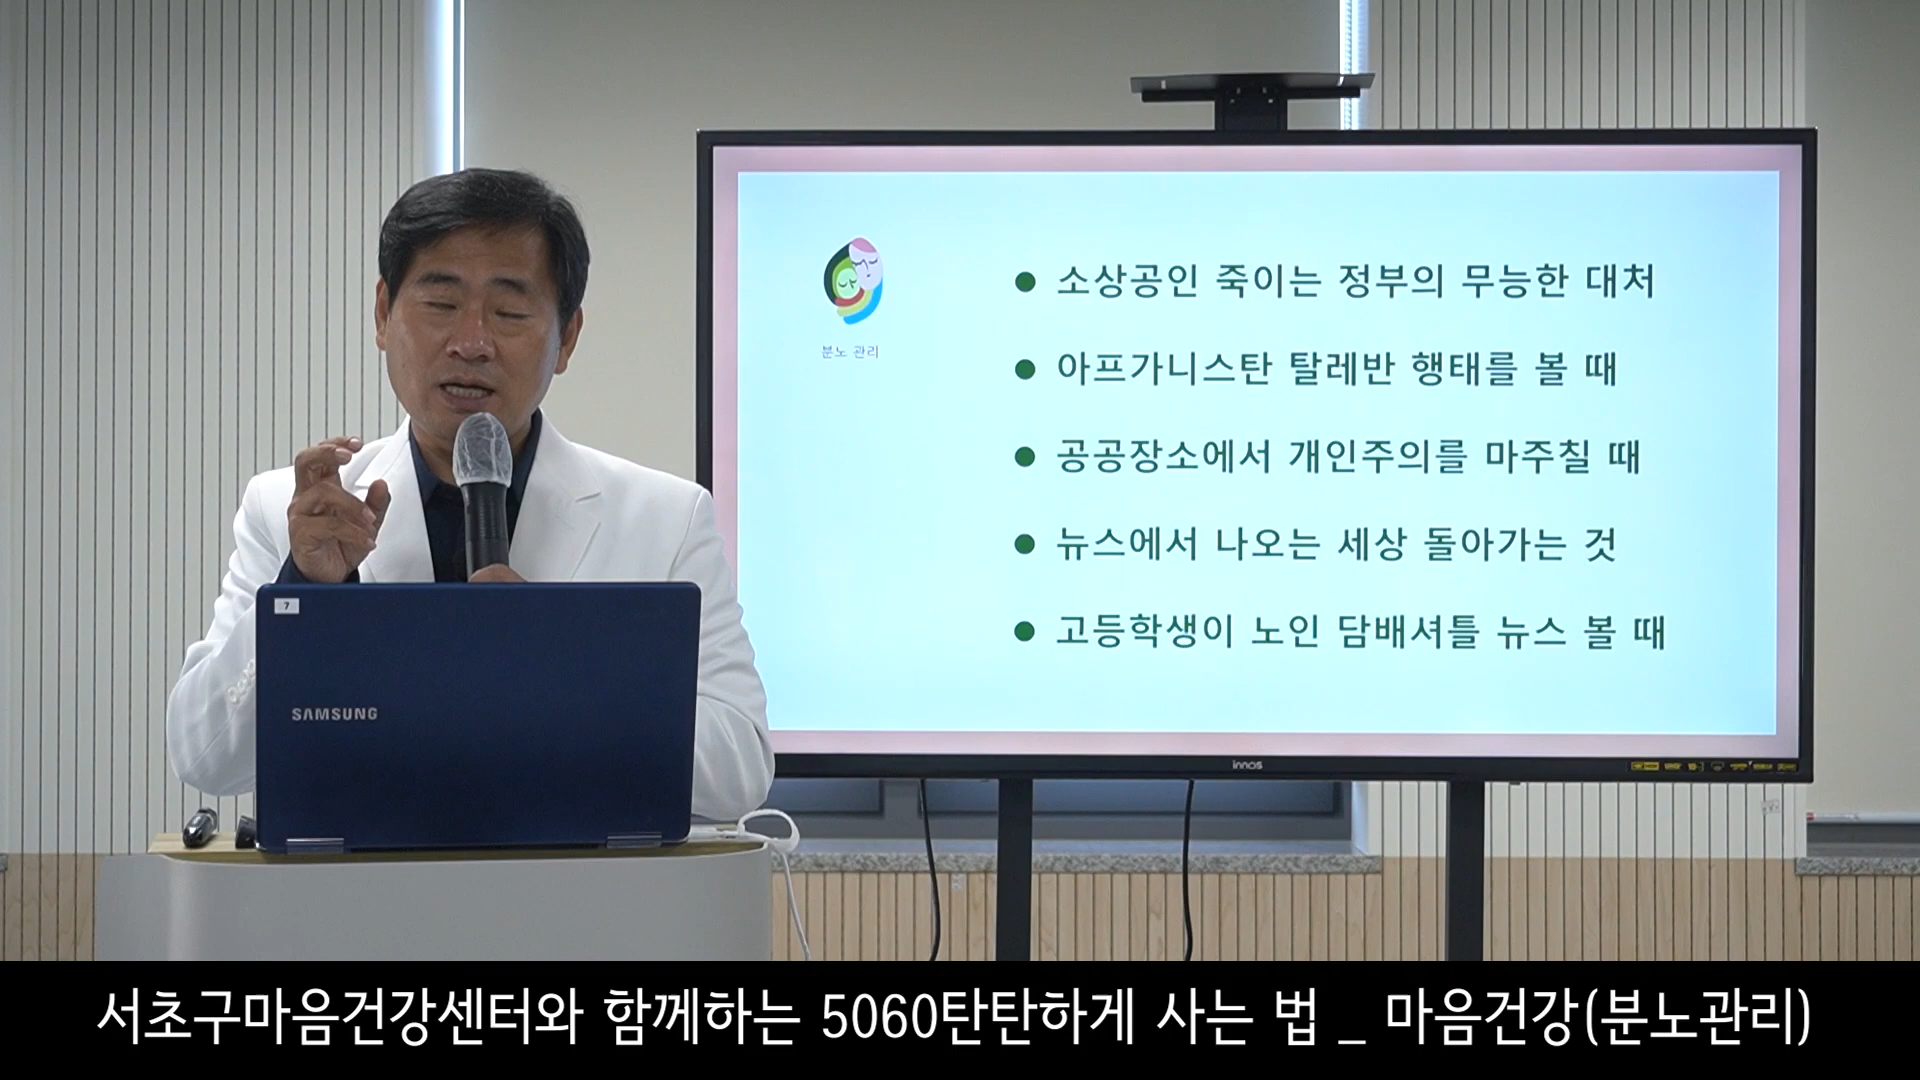 분노 관리
● 소상공인 죽이는 정부의 무능한 대처
● 아프가니스탄 탈레반 행태를 볼 때
● 공공장소에서 개인주의를 마주칠 때
● 뉴스에서 나오는 세상 돌아가는 것
● 고등학생이 노인 담배셔틀 뉴스 볼 때
7
SAMSUNG
innos
서초구마음건강센터와 함께하는 5060탄탄하게 사는 법 _ 마음건강(분노관리)